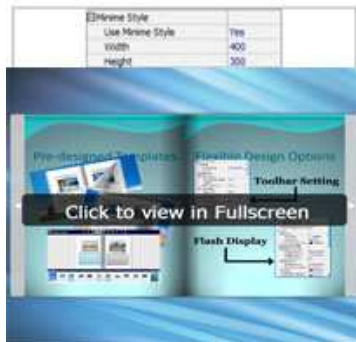 Minime Style
Use Minime Style Yes
Width 400
Height 300
Pre-designed Templates Flexible Design Options
Toolbar Setting
Click to view in Fullscreen
Flash Display